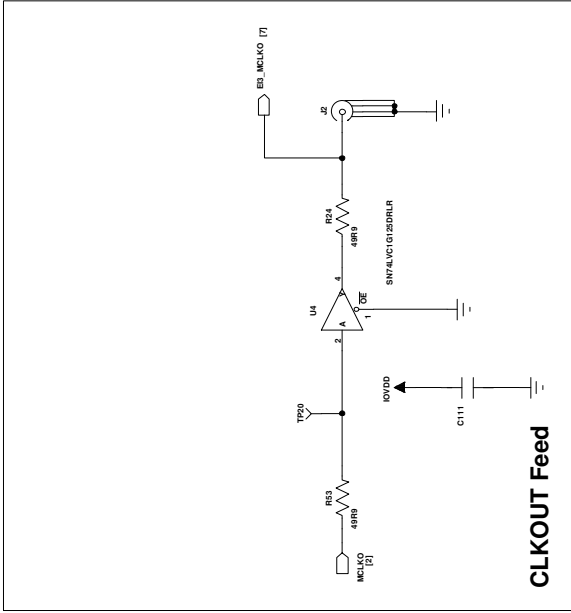 CLKOUT Feed
MCLKO
[2]
R53
49R9
TP20
IOVDD
C111
2
A
U4
OE
1
4
SN74LVC1G125DRLR
R24
49R9
J2
EI3_MCLKO [7]